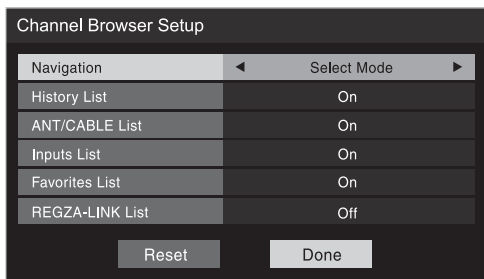 Channel Browser Setup
Navigation ◀ Select Mode ▶
History List On
ANT/CABLE List On
Inputs List On
Favorites List On
REGZA-LINK List Off
Reset Done